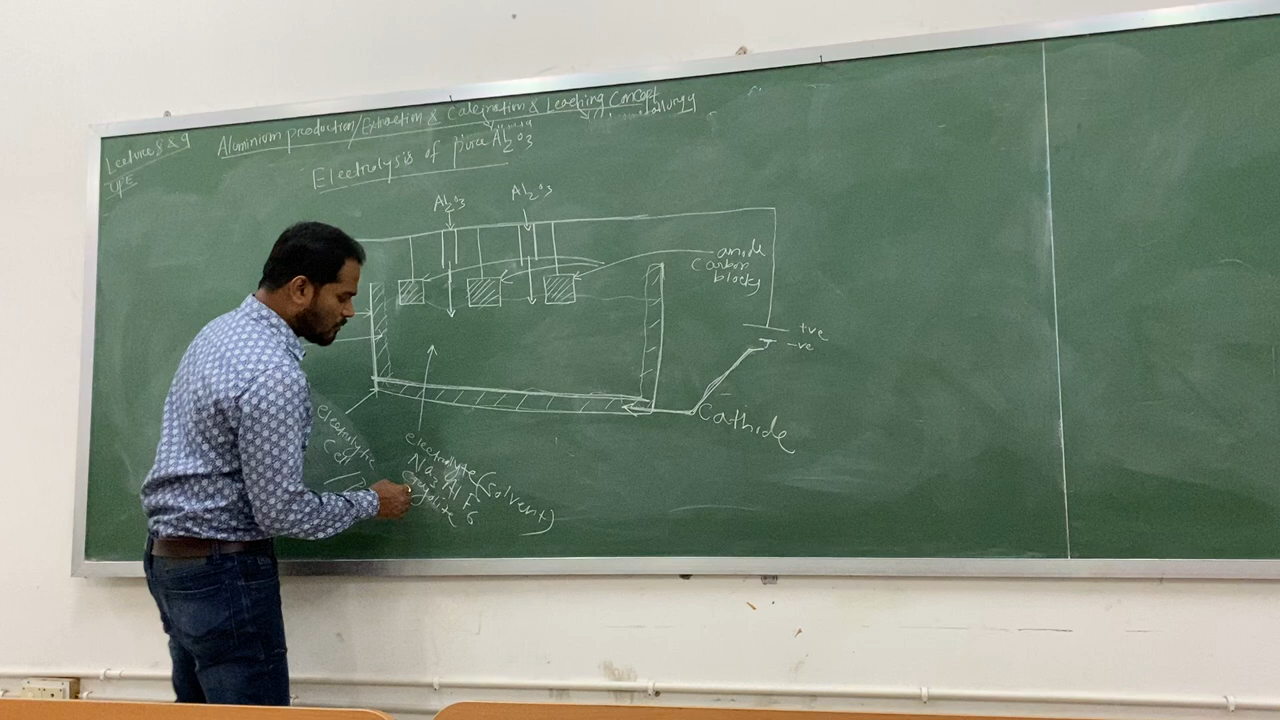 Lecture 8 & 9
UPE
Aluminium production/Extraction & Calcination & Leaching Concept
Electrolysis of pure Al2O3
Al2O3
Al2O3
anode
Carbon
blocks
+ve
-ve
Cathode
electrolytic
Cell
electrolyte (Solvent)
Na3AlF6
Cryolite